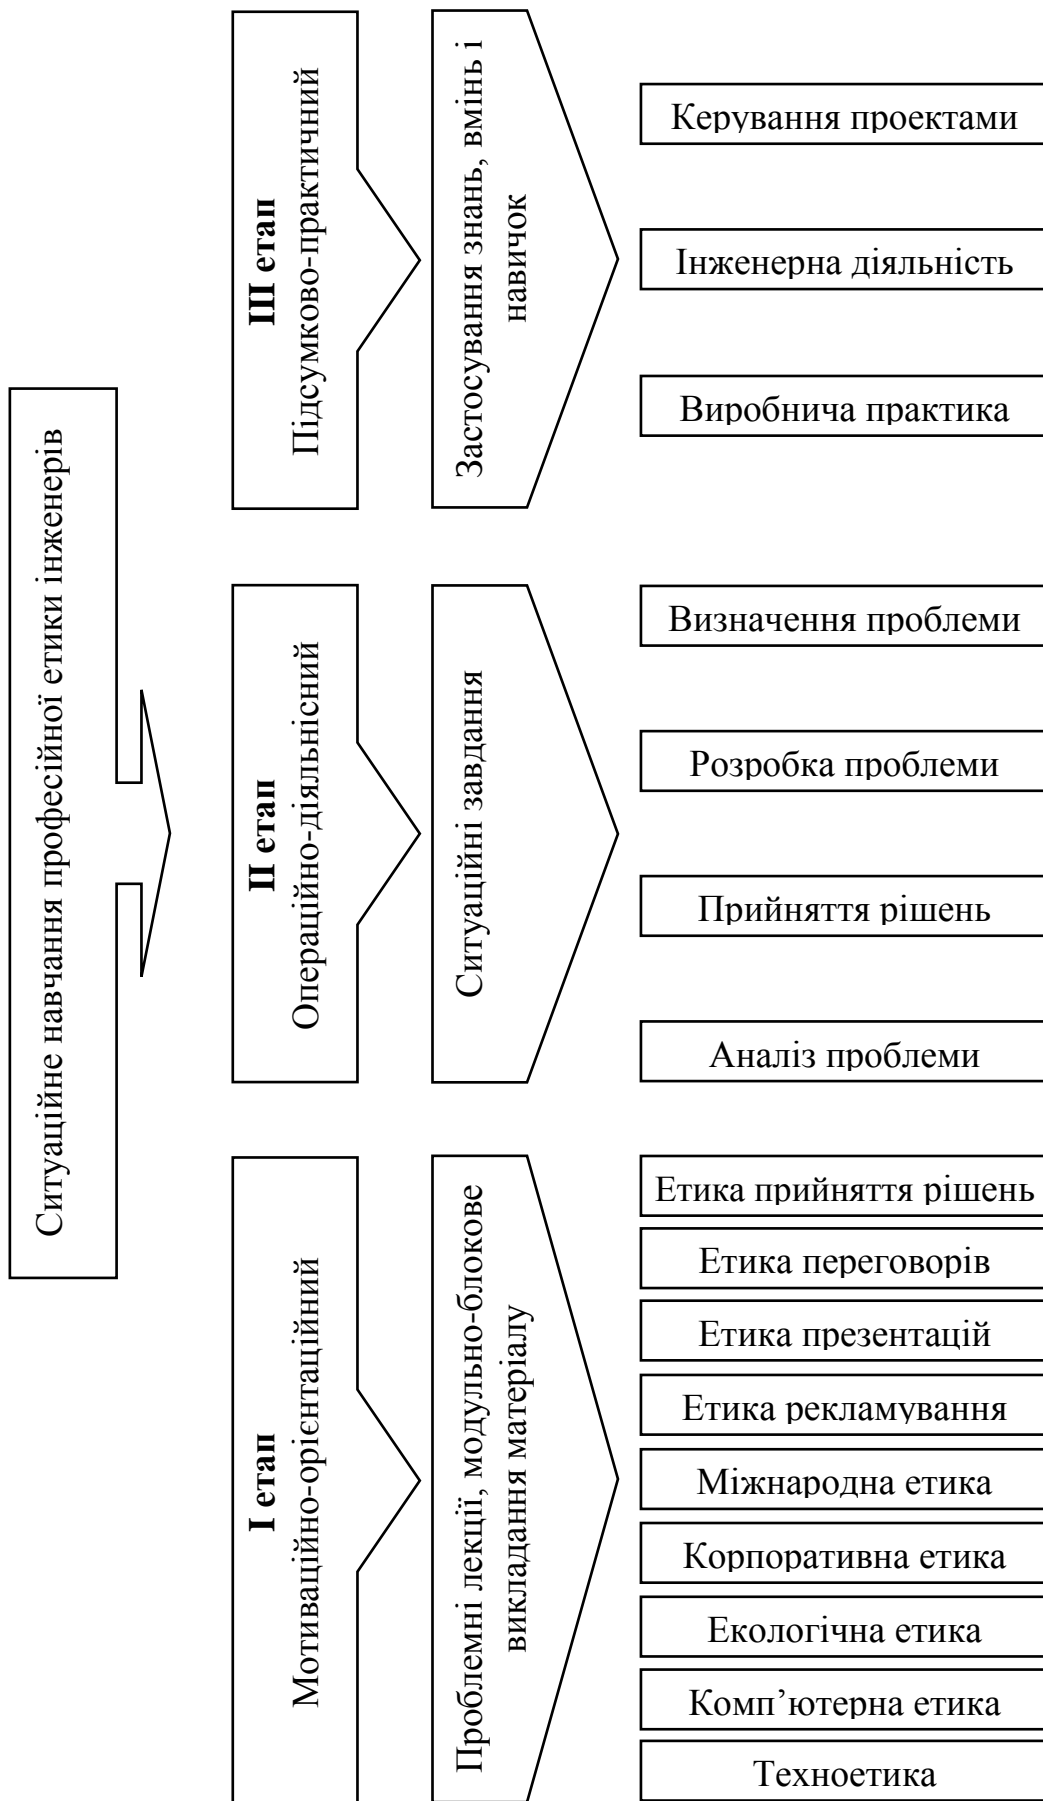 Ситуаційне навчання професійної етики інженерів
І етап
Мотиваційно-орієнтаційний
Проблемні лекції, модульно-блокове
викладання матеріалу
Етика прийняття рішень
Етика переговорів
Етика презентацій
Етика рекламування
Міжнародна етика
Корпоративна етика
Екологічна етика
Комп’ютерна етика
Техноетика
ІІ етап
Операційно-діяльнісний
Ситуаційні завдання
Визначення проблеми
Розробка проблеми
Прийняття рішень
Аналіз проблеми
ІІІ етап
Підсумково-практичний
Застосування знань, вмінь і
навичок
Керування проектами
Інженерна діяльність
Виробнича практика